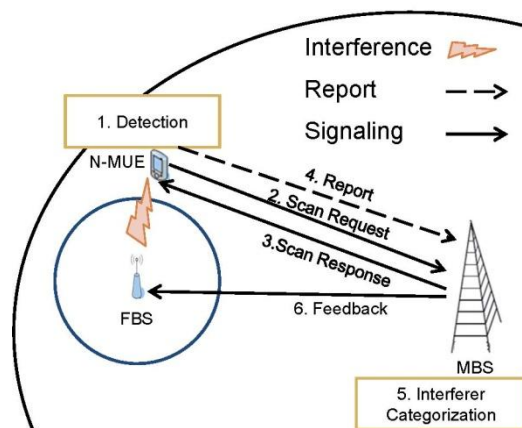 Interference
Report
Signaling
1. Detection
N-MUE
4. Report
2. Scan Request
3.Scan Response
FBS
6. Feedback
MBS
5. Interferer
Categorization